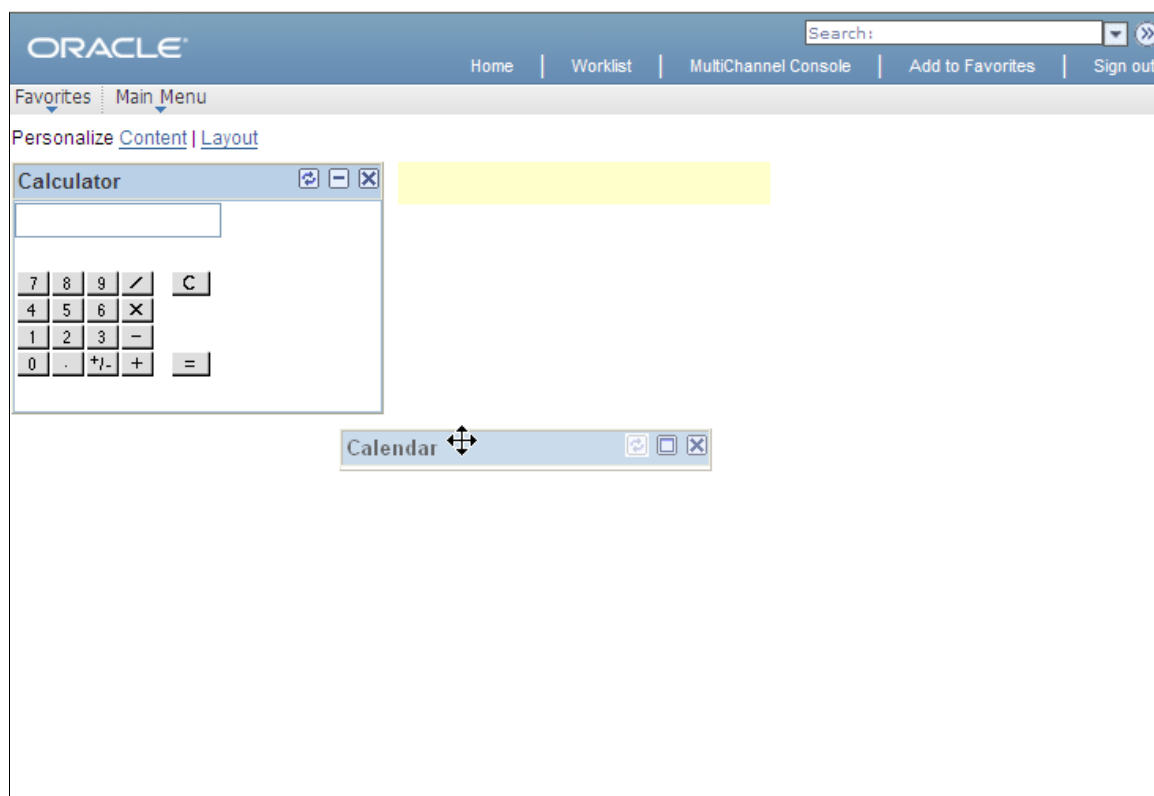 ORACLE
Search:
Home | Worklist | MultiChannel Console | Add to Favorites | Sign out
Favorites Main Menu
Personalize Content | Layout
Calculator
7 8 9 / C
4 5 6 X
1 2 3 -
0 . +/- + =
Calendar